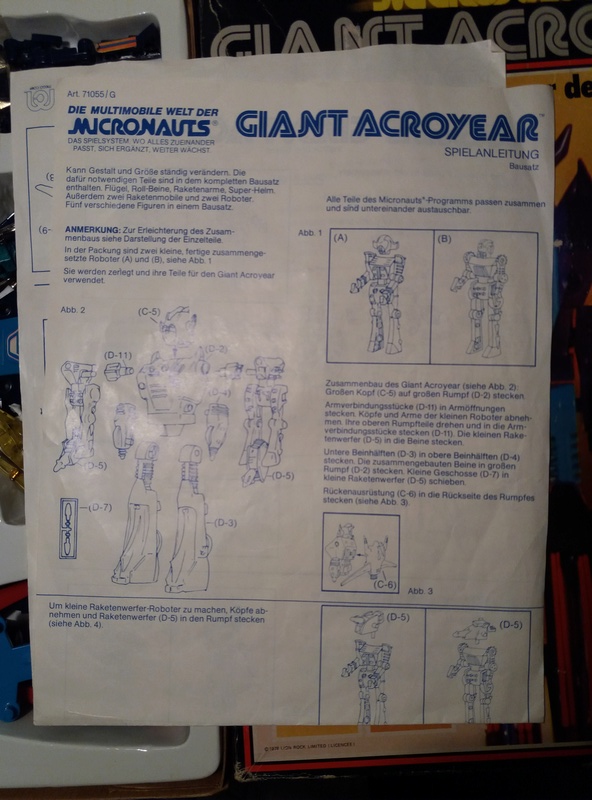 GIANT ACRO
de
Art. 71055/G
DIE MULTIMOBILE WELT DER
MICRONAUTS®
DAS SPIELSYSTEM, WO ALLES ZUEINANDER
PASST, SICH ERGÄNZT, WEITER WÄCHST.
GIANT ACROYEAR™
SPIELANLEITUNG
Bausatz
Kann Gestalt und Größe ständig verändern. Die
dafür notwendigen Teile sind in dem kompletten Bausatz
enthalten. Flügel, Roll-Beine, Raketenarme, Super-Helm.
Außerdem zwei Raketenmobile und zwei Roboter.
Fünf verschiedene Figuren in einem Bausatz.
ANMERKUNG: Zur Erleichterung des Zusam-
menbaus siehe Darstellung der Einzelteile.
In der Packung sind zwei kleine, fertige zusammenge-
setzte Roboter (A) und (B), siehe Abb. 1
Sie werden zerlegt und ihre Teile für den Giant Acroyear
verwendet.
Alle Teile des Micronauts®-Programms passen zusammen
und sind untereinander austauschbar.
Abb. 1
(A)
(B)
Abb. 2
(C-5)
(D-11)
(D-2)
(D-5)
(D-5)
(D-7)
(D-3)
Zusammenbau des Giant Acroyear (siehe Abb. 2)
Großen Kopf (C-5) auf großen Rumpf (D-2) stecken.
Armverbindungsstücke (D-11) in Armöffnungen
stecken. Köpfe und Arme der kleinen Roboter abneh-
men. Ihre oberen Rumpfteile drehen und in die Arm-
verbindungsstücke stecken (D-11). Die kleinen Rake-
tenwerfer (D-5) in die Beine stecken.
Untere Beinhälften (D-3) in obere Beinhälften (D-4)
stecken. Die zusammengebauten Beine in großen
Rumpf (D-2) stecken. Kleine Geschosse (D-7) in
kleine Raketenwerfer (D-5) schieben.
Rückenausrüstung (C-6) in die Rückseite des Rumpfes
stecken (siehe Abb. 3).
(C-6)
Abb. 3
Um kleine Raketenwerfer-Roboter zu machen, Köpfe ab-
nehmen und Raketenwerfer (D-5) in den Rumpf stecken
(siehe Abb. 4).
(D-5)
(D-5)